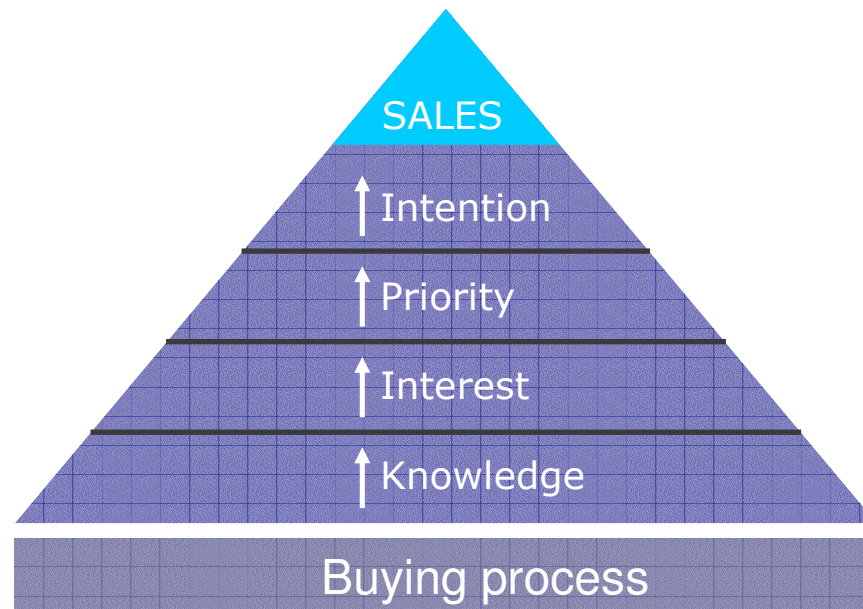 SALES
Intention
Priority
Interest
Knowledge
Buying process